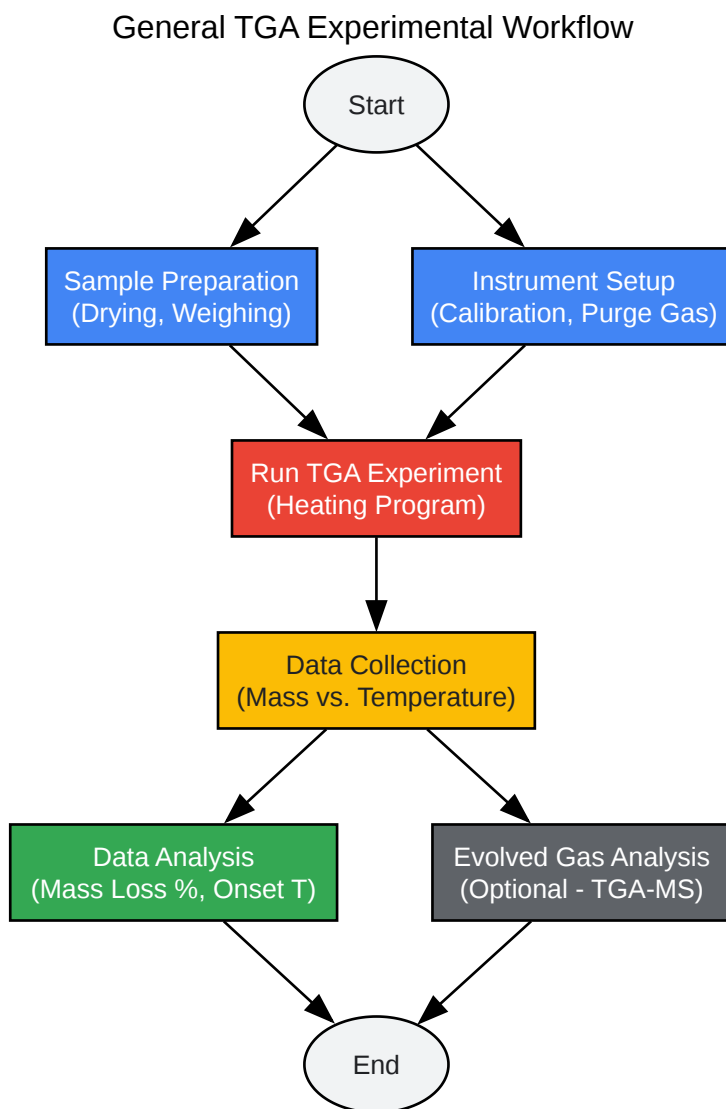 General TGA Experimental Workflow
Start
Sample Preparation
(Drying, Weighing)
Instrument Setup
(Calibration, Purge Gas)
Run TGA Experiment
(Heating Program)
Data Collection
(Mass vs. Temperature)
Data Analysis
(Mass Loss %, Onset T)
Evolved Gas Analysis
(Optional - TGA-MS)
End